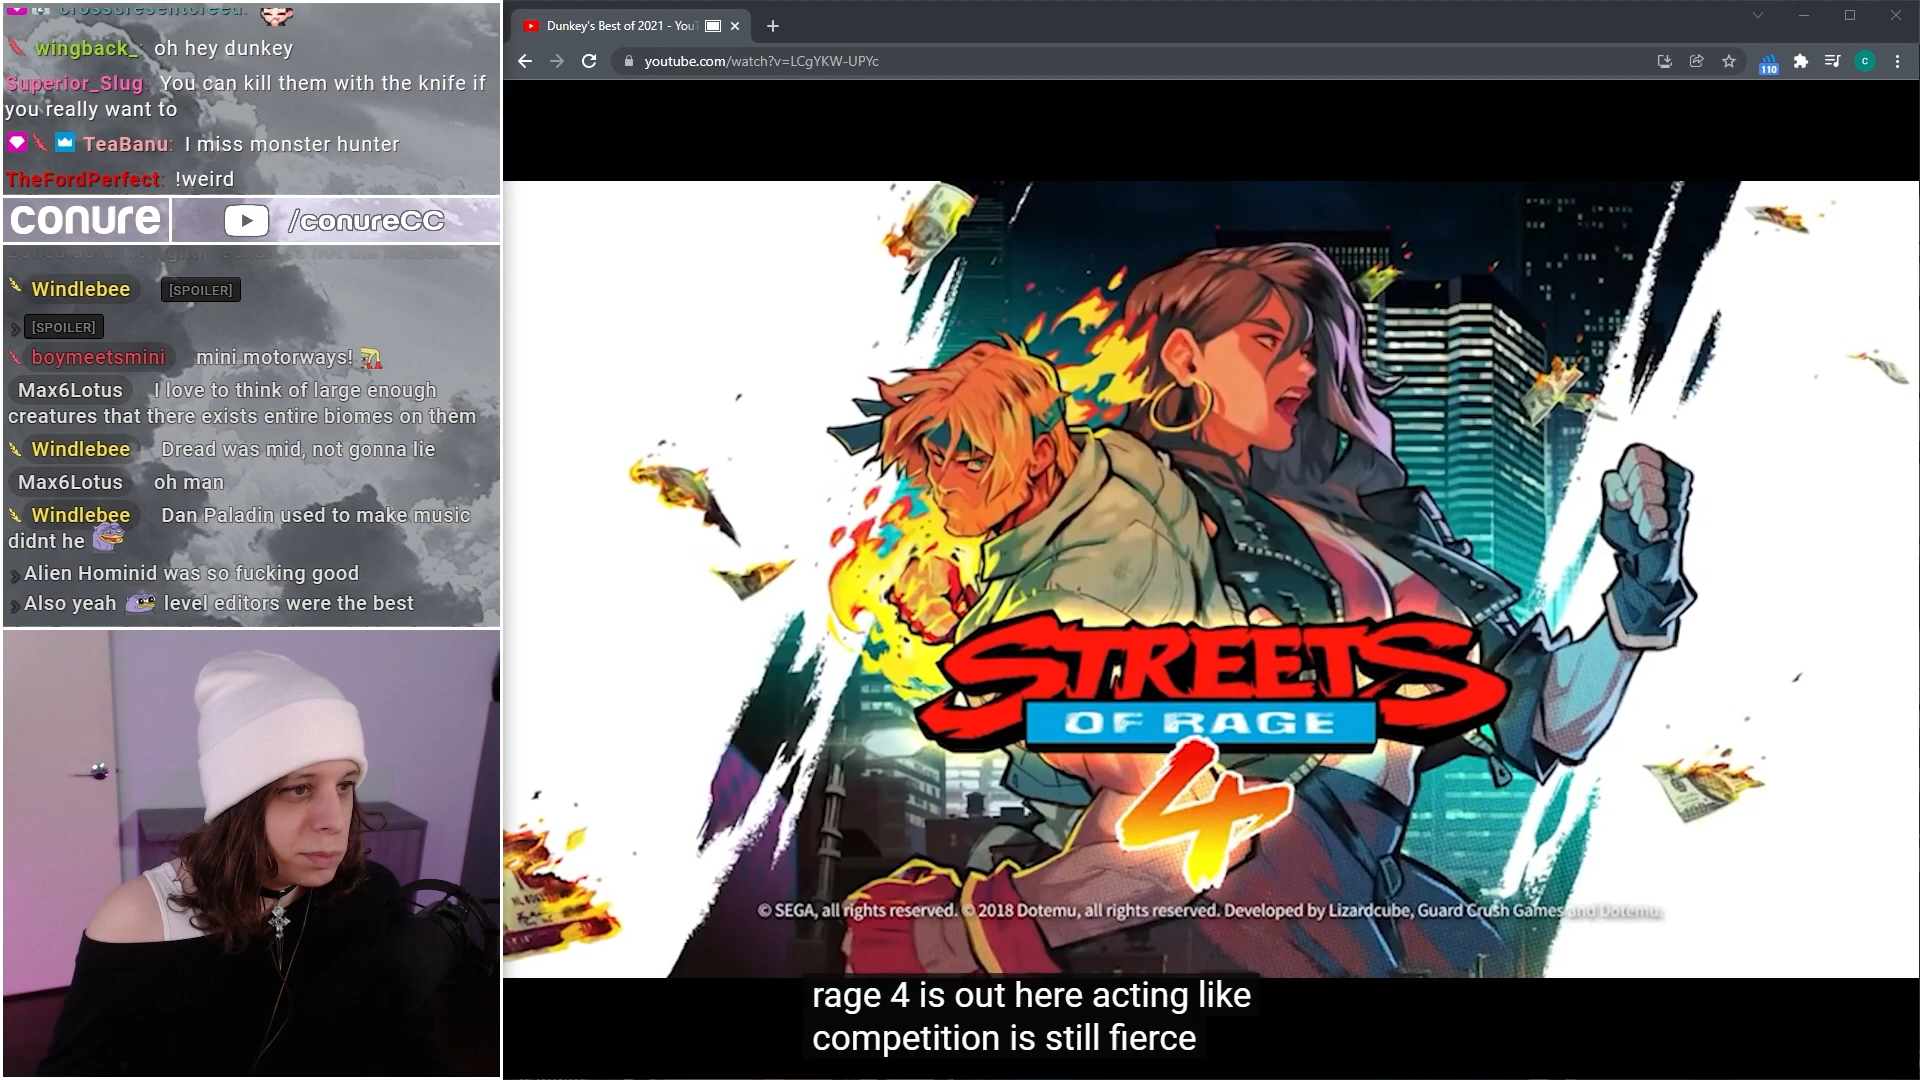 wingback_: oh hey dunkey
Superior_Slug: You can kill them with the knife if
you really want to
TeaBanu: I miss monster hunter
TheFordPerfect: !weird
conure
/conureCC
Windlebee [SPOILER]
[SPOILER]
boymeetsmini mini motorways!
Max6Lotus I love to think of large enough
creatures that there exists entire biomes on them
Windlebee Dread was mid, not gonna lie
Max6Lotus oh man
Windlebee Dan Paladin used to make music
didnt he
Alien Hominid was so fucking good
Also yeah level editors were the best
Dunkey's Best of 2021 - You
youtube.com/watch?v=LCgYKW-UPYc
110
C
STREETS
OF RAGE
4
© SEGA, all rights reserved. © 2018 Dotemu, all rights reserved. Developed by Lizardcube, Guard Crush Games and Dotemu.
rage 4 is out here acting like
competition is still fierce